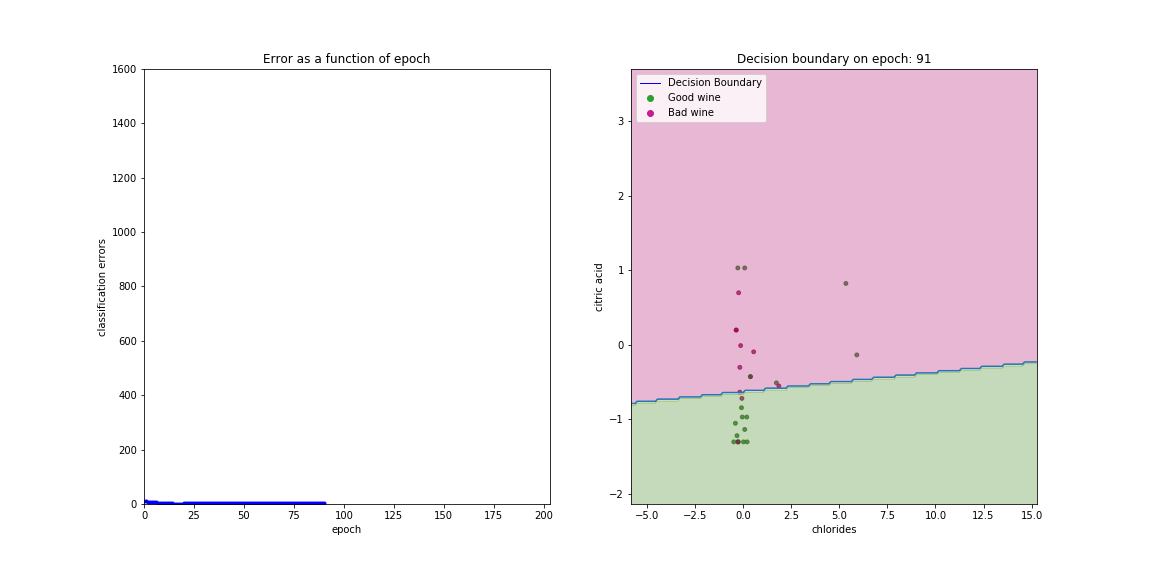 Error as a function of epoch
1600
1400
1200
1000
800
600
400
200
0
classification errors
0 25 50 75 100 125 150 175 200
epoch
Decision boundary on epoch: 91
Decision Boundary
Good wine
Bad wine
3
2
1
0
−1
−2
citric acid
−5.0 −2.5 0.0 2.5 5.0 7.5 10.0 12.5 15.0
chlorides